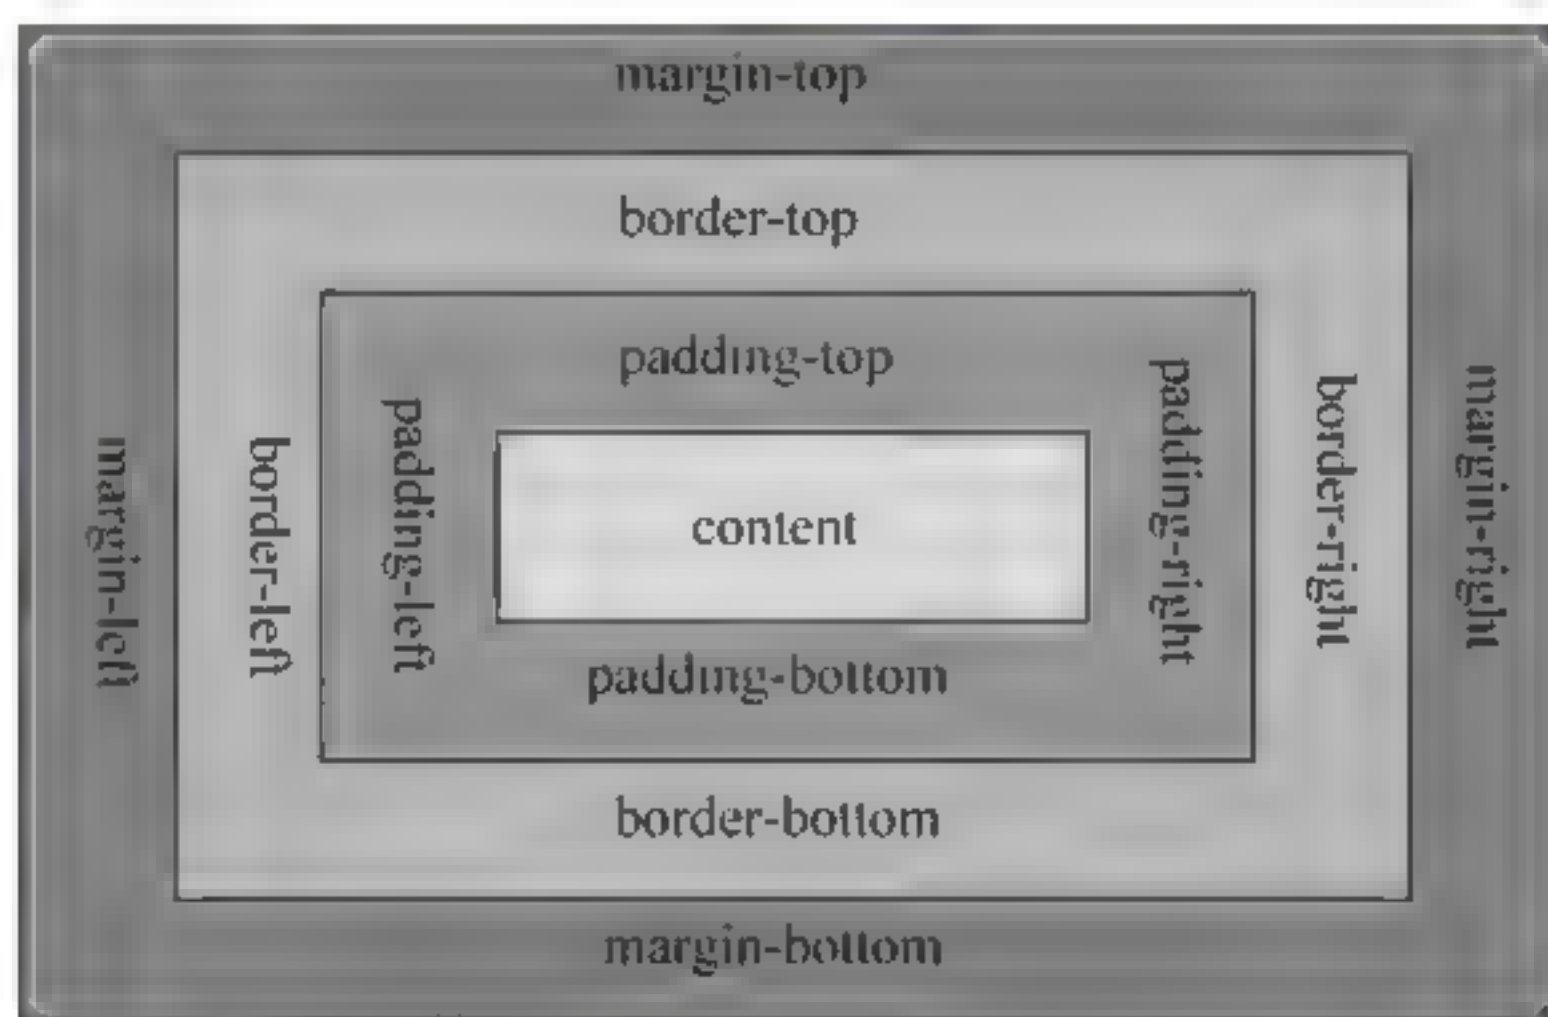 margin-top
border-top
padding-top
margin-left
border-left
padding-left
content
padding-right
border-right
margin-right
padding-bottom
border-bottom
margin-bottom